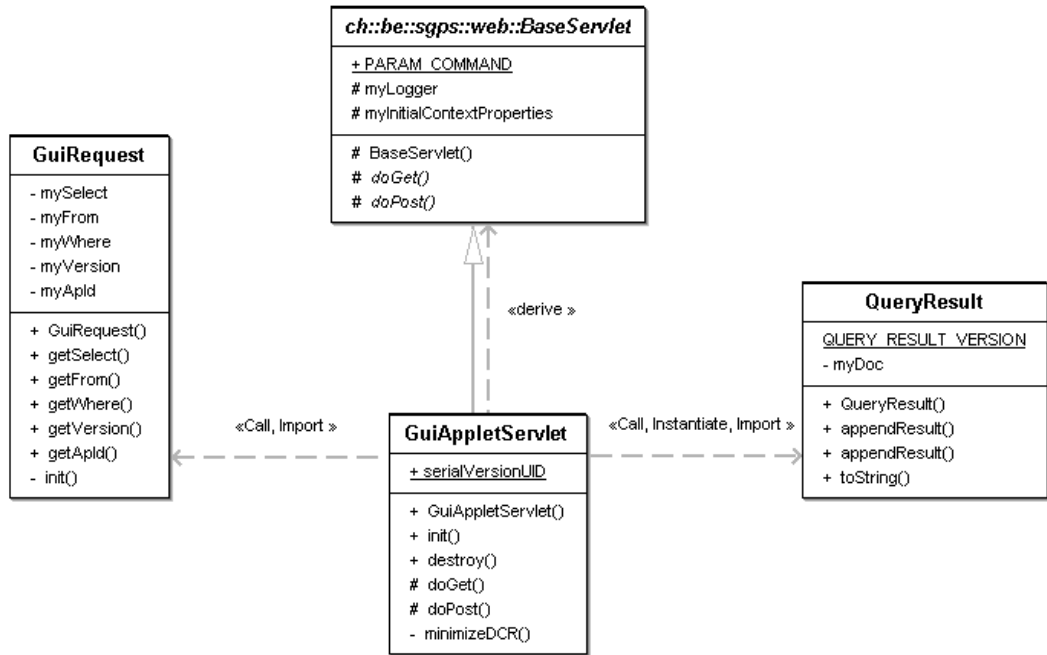 ch::be::sgps::web::BaseServlet
+ PARAM_COMMAND
# myLogger
# myInitialContextProperties
# BaseServlet()
# doGet()
# doPost()
GuiRequest
- mySelect
- myFrom
- myWhere
- myVersion
- myApId
+ GuiRequest()
+ getSelect()
+ getFrom()
+ getWhere()
+ getVersion()
+ getApId()
- init()
«derive »
QueryResult
QUERY_RESULT_VERSION
- myDoc
+ QueryResult()
+ appendResult()
+ appendResult()
+ toString()
«Call, Import »
«Call, Instantiate, Import »
GuiAppletServlet
+ serialVersionUID
+ GuiAppletServlet()
+ init()
+ destroy()
# doGet()
# doPost()
- minimizeDCR()